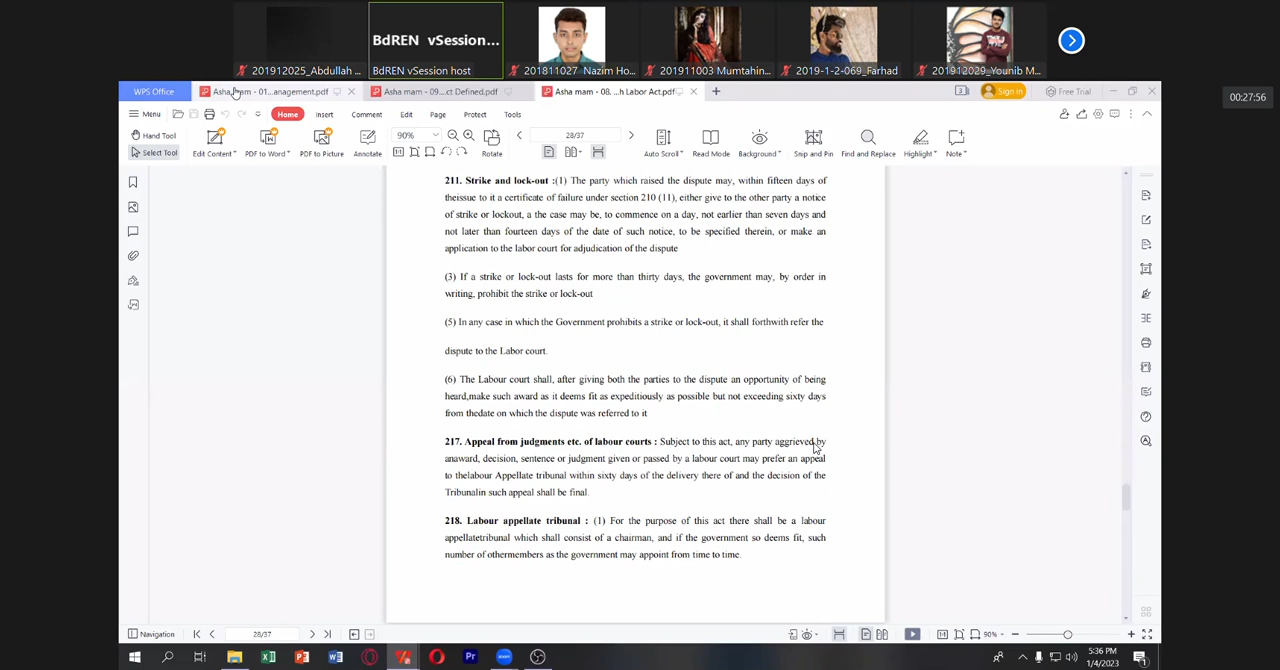 BdREN vSession...
201912025_Abdullah ...
BdREN vSession host
201811027 Nazim Ho...
201911003 Mumtahin...
2019-1-2-069_Farhad
201912029_Younib M...
00:27:56
WPS Office
Asha mam - 01...anagement.pdf
Asha mam - 09....ct Defined.pdf
Asha mam - 08. ...h Labor Act.pdf
3
Sign in
Free Trial
Menu
Home
Insert
Comment
Edit
Page
Protect
Tools
Hand Tool
Select Tool
Edit Content
PDF to Word
PDF to Picture
Annotate
90%
Rotate
28/37
Auto Scroll
Read Mode
Background
Snip and Pin
Find and Replace
Highlight
Note
211. Strike and lock-out :(1) The party which raised the dispute may, within fifteen days of
theissue to it a certificate of failure under section 210 (11), either give to the other party a notice
of strike or lockout, a the case may be, to commence on a day, not earlier than seven days and
not later than fourteen days of the date of such notice, to be specified therein, or make an
application to the labor court for adjudication of the dispute
(3) If a strike or lock-out lasts for more than thirty days, the government may, by order in
writing, prohibit the strike or lock-out
(5) In any case in which the Government prohibits a strike or lock-out, it shall forthwith refer the
dispute to the Labor court.
(6) The Labour court shall, after giving both the parties to the dispute an opportunity of being
heard,make such award as it deems fit as expeditiously as possible but not exceeding sixty days
from thedate on which the dispute was referred to it
217. Appeal from judgments etc. of labour courts : Subject to this act, any party aggrieved by
anaward, decision, sentence or judgment given or passed by a labour court may prefer an appeal
to thelabour Appellate tribunal within sixty days of the delivery there of and the decision of the
Tribunalin such appeal shall be final.
218. Labour appellate tribunal : (1) For the purpose of this act there shall be a labour
appellatetribunal which shall consist of a chairman, and if the government so deems fit, such
number of othermembers as the government may appoint from time to time.
Navigation
28/37
90%
5:36 PM
1/4/2023